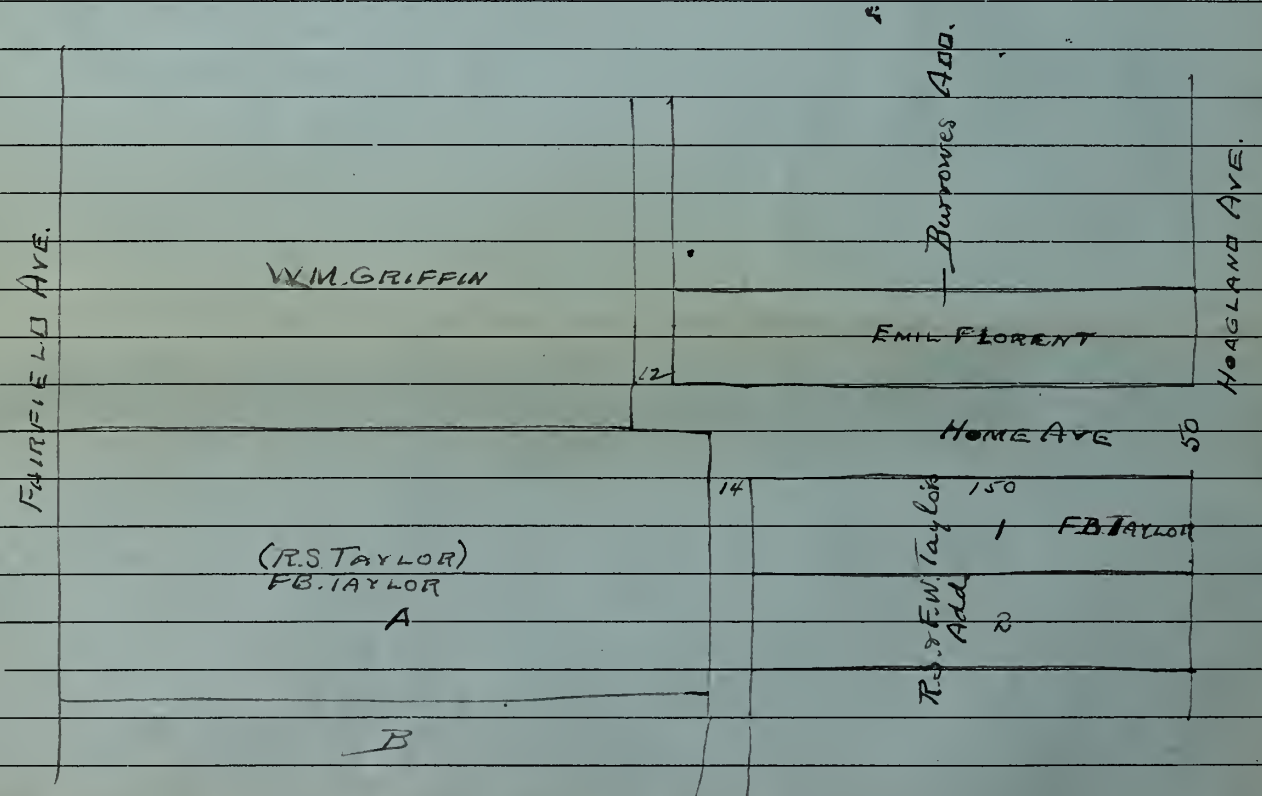 FAIRFIELD AVE.
WM. GRIFFIN
12
Burrowes ADD.
EMIL FLORENT
HOAGLAND AVE.
HOME AVE 50
14
150
1 F.B. TAYLOR
2
R.S. & F.W. Taylor's
Add
(R.S. TAYLOR)
F.B. TAYLOR
A
B